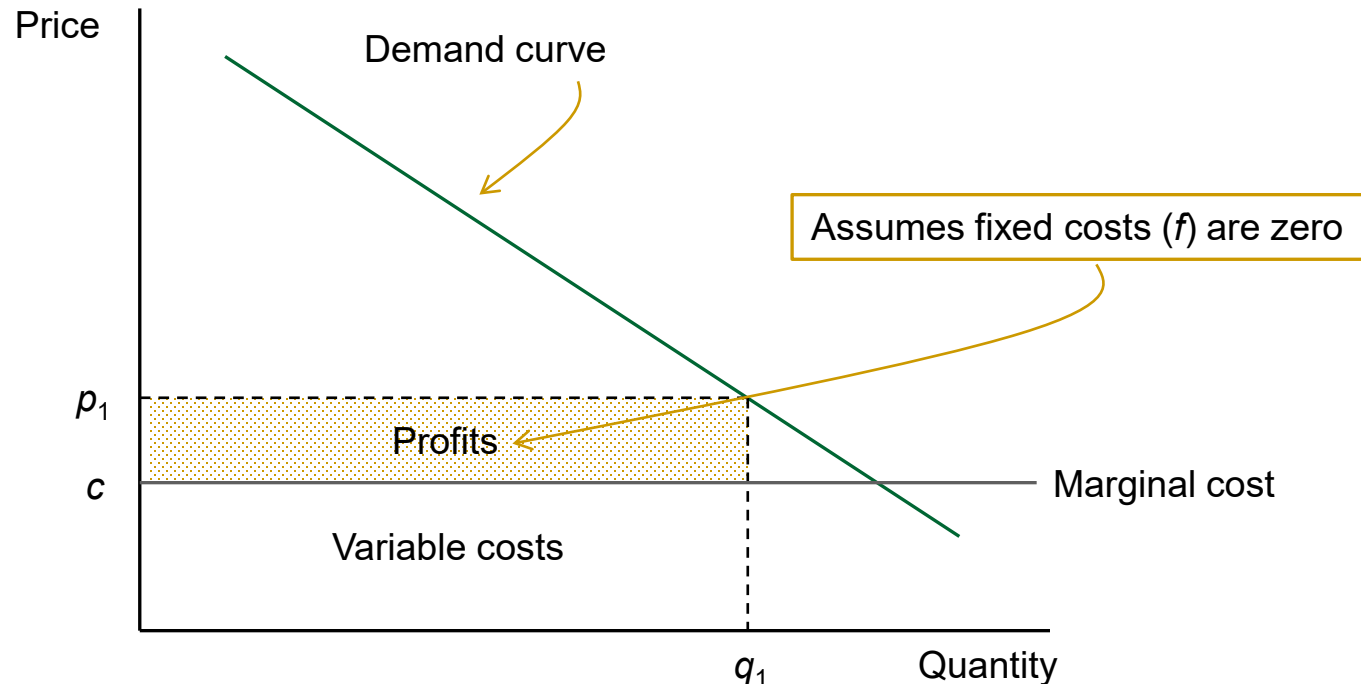 Price
Demand curve
Assumes fixed costs (f) are zero
p₁
Profits
c
Marginal cost
Variable costs
q₁
Quantity